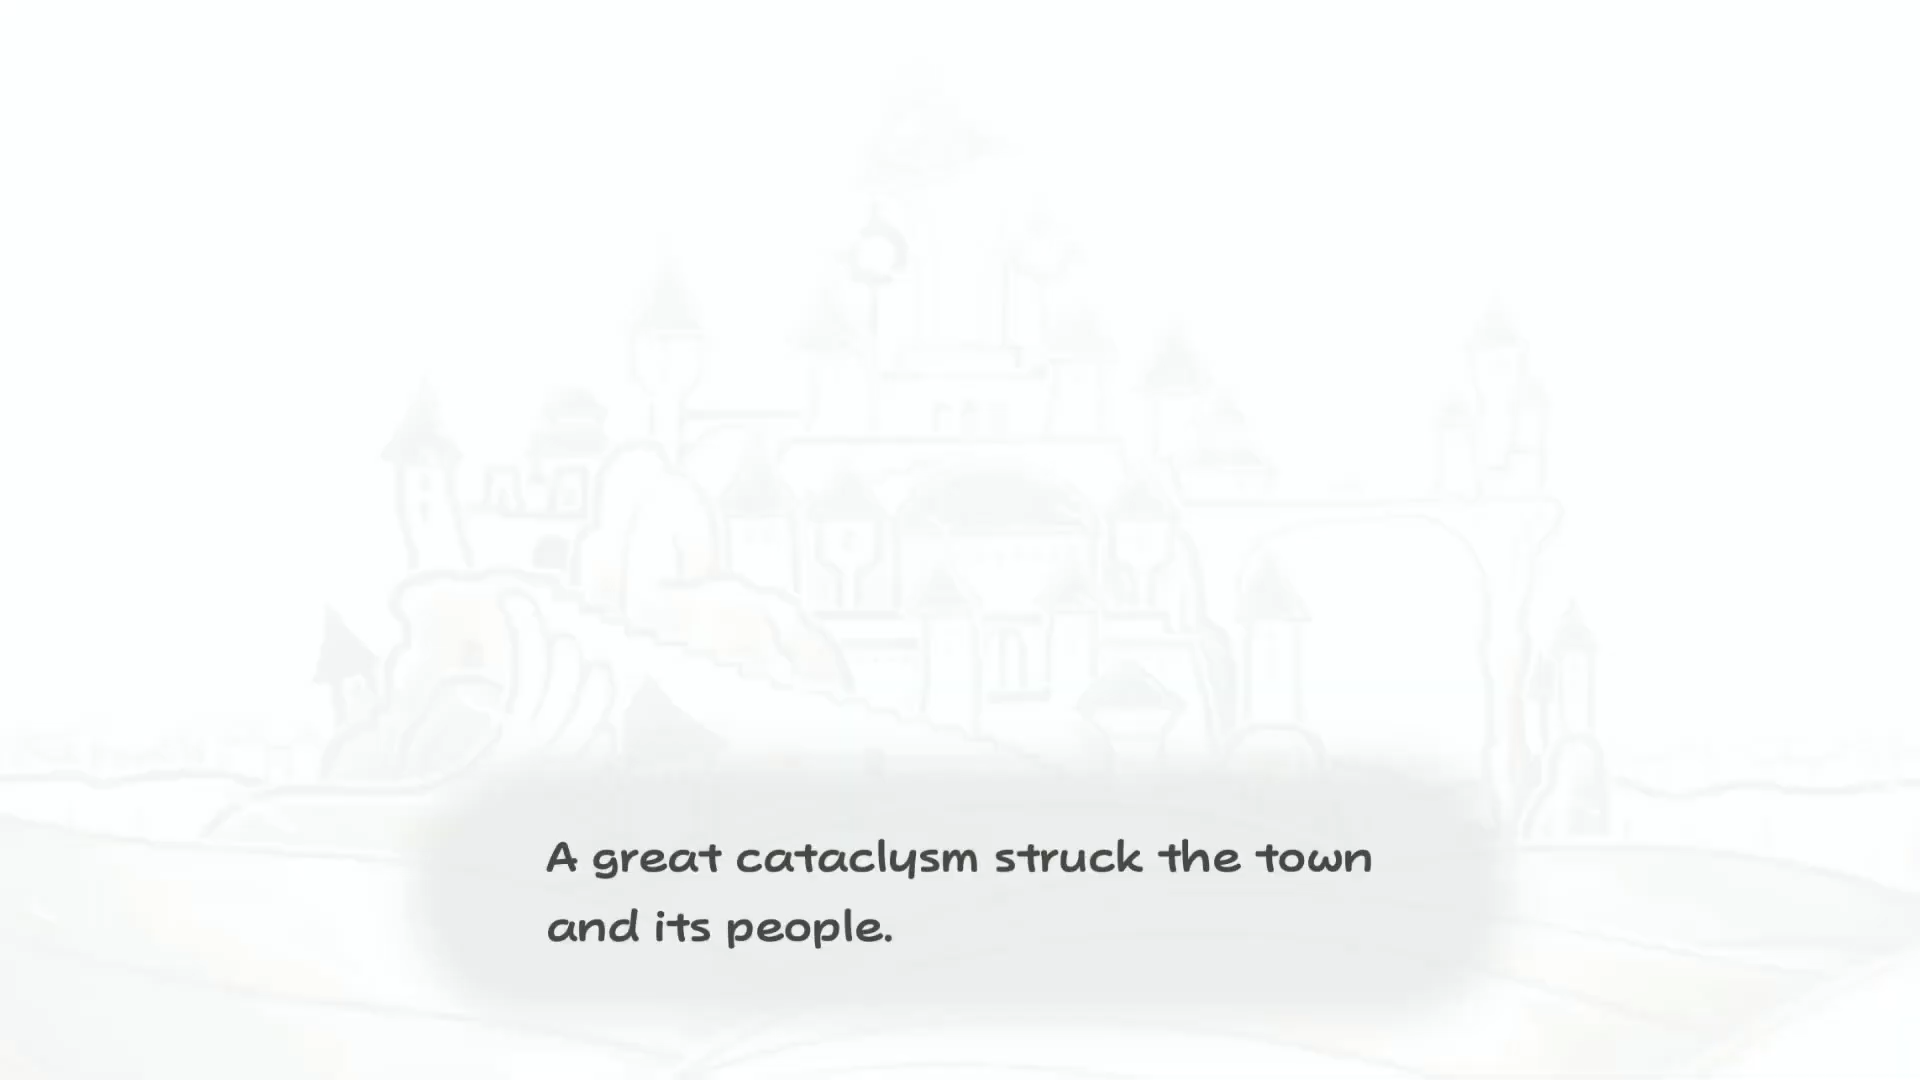 A great cataclysm struck the town
and its people.